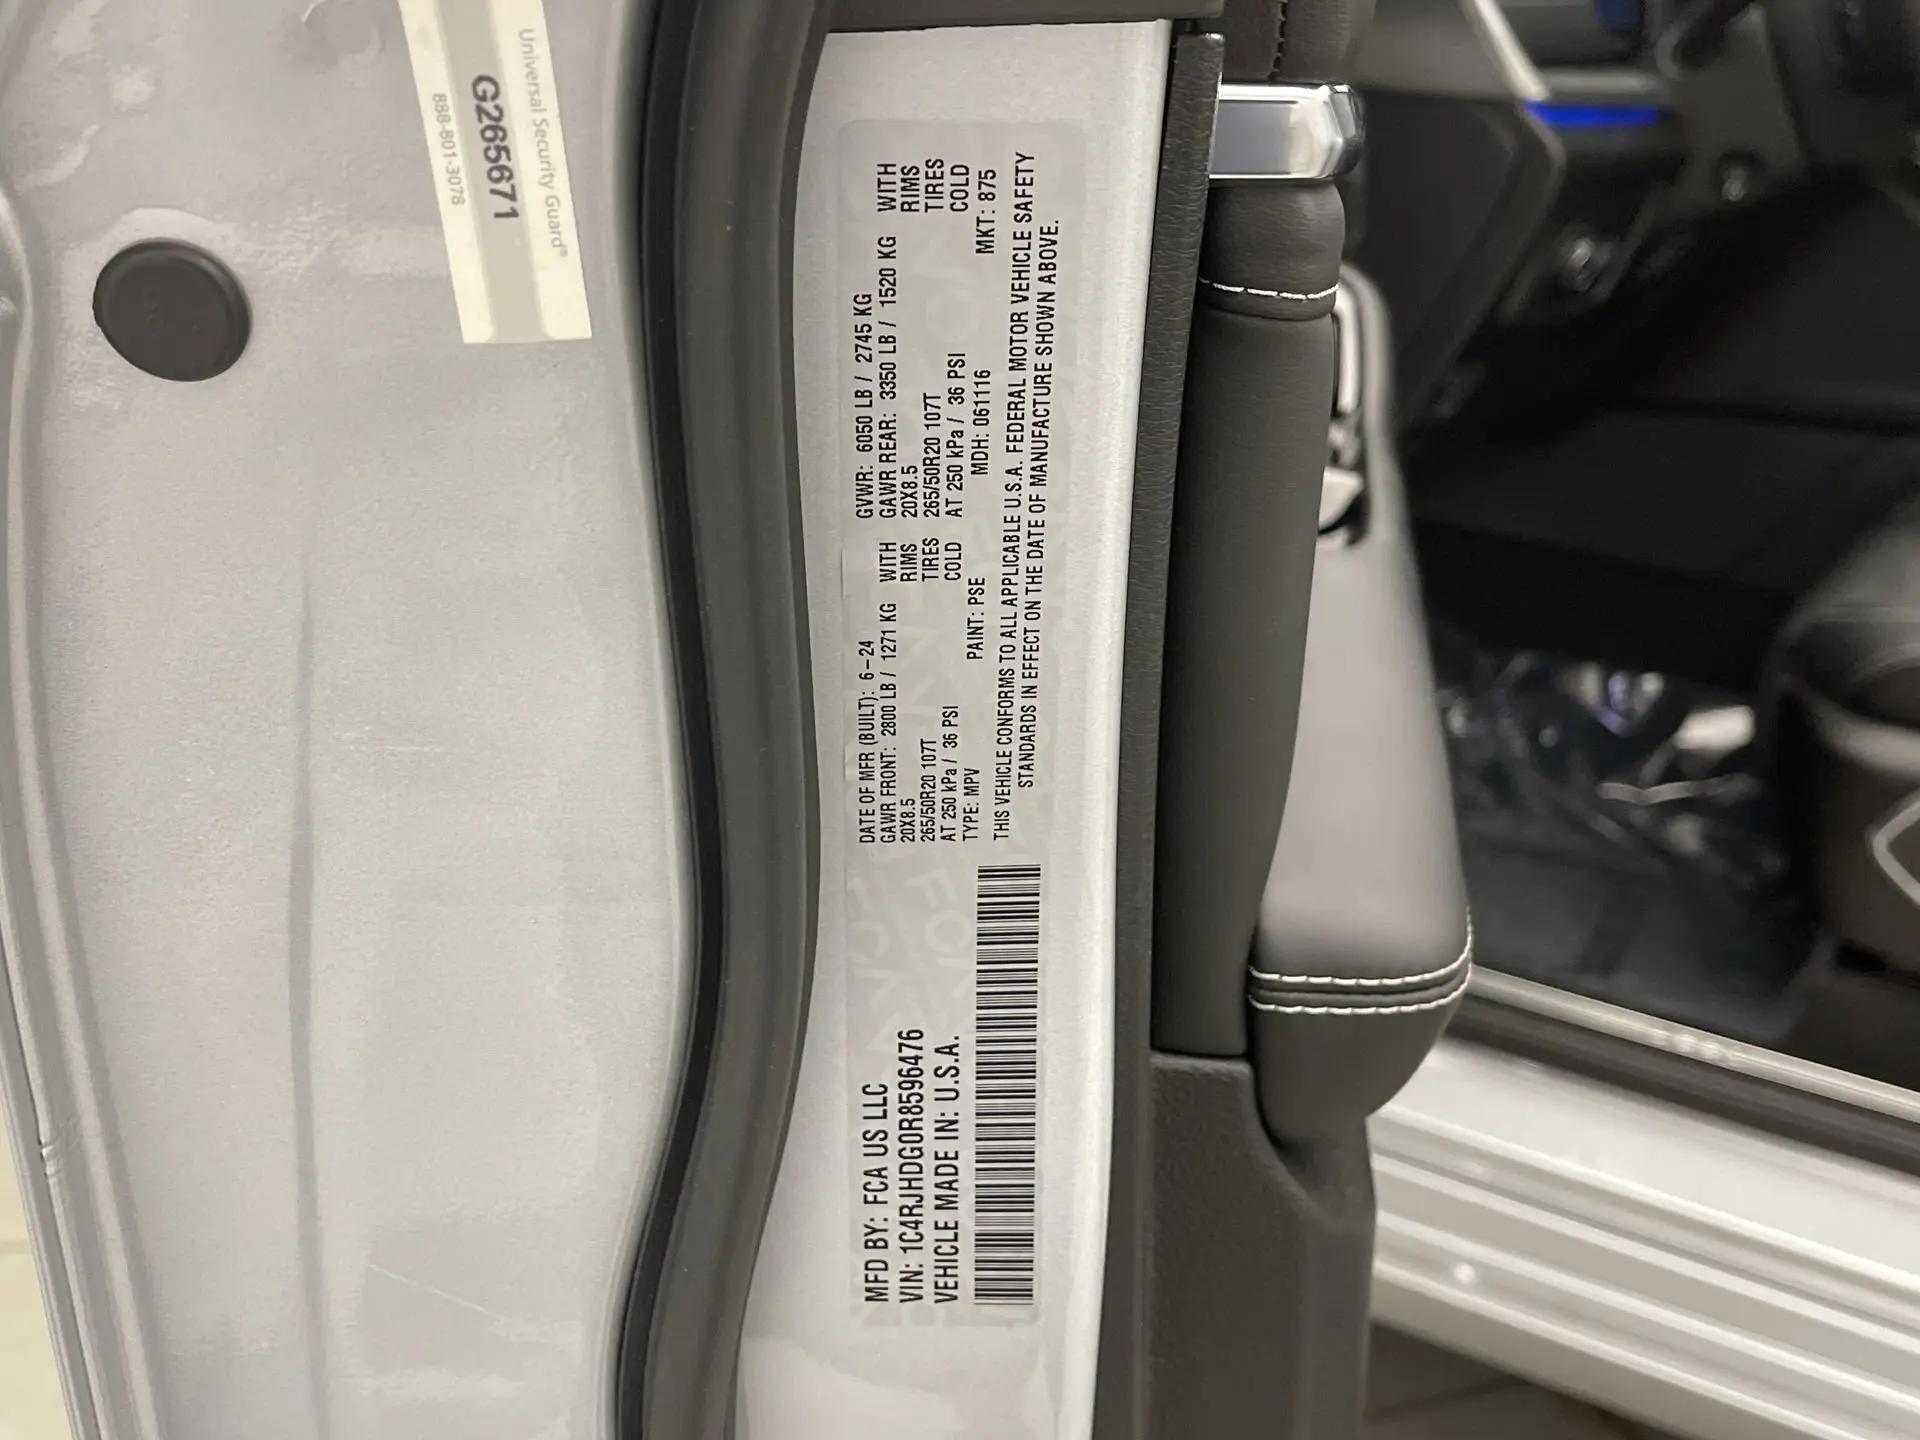 Universal Security Guard®
G265671
888-801-3078
MFD BY: FCA US LLC
VIN: 1C4RJHDG0R8596476
VEHICLE MADE IN: U.S.A.
DATE OF MFR (BUILT): 6-24 GVWR: 6050 LB / 2745 KG
GAWR FRONT: 2800 LB / 1271 KG WITH GAWR REAR: 3350 LB / 1520 KG WITH
20X8.5 RIMS 20X8.5 RIMS
265/50R20 107T TIRES 265/50R20 107T TIRES
AT 250 kPa / 36 PSI COLD AT 250 kPa / 36 PSI COLD
TYPE: MPV PAINT: PSE MDH: 061116 MKT: 875
THIS VEHICLE CONFORMS TO ALL APPLICABLE U.S.A. FEDERAL MOTOR VEHICLE SAFETY
STANDARDS IN EFFECT ON THE DATE OF MANUFACTURE SHOWN ABOVE.